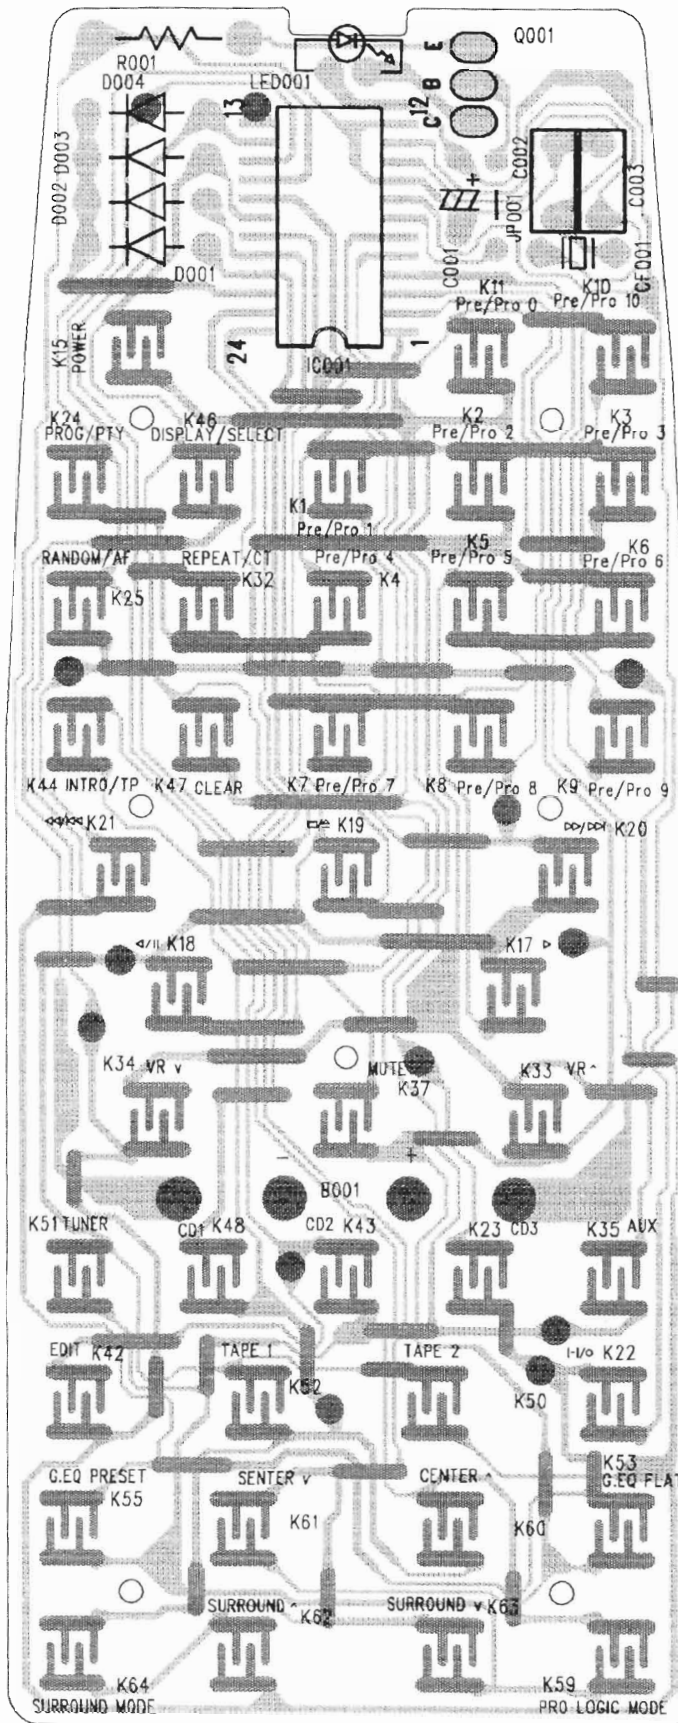 E Q001
R001
D004 LED001 B
13 12
C
D003
C002
+
D002
C003
JP001
C001
CF001
D001
K11 K10
Pre/Pro 0 Pre/Pro 10
K15
POWER
24 1
IC001
K24 K46 K2 K3
PROG/PTY DISPLAY/SELECT Pre/Pro 2 Pre/Pro 3
K1
Pre/Pro 1
K5 K6
RANDOM/AF REPEAT/CT Pre/Pro 4 Pre/Pro 5 Pre/Pro 6
K25 K32 K4
K44 INTRO/TP K47 CLEAR K7 Pre/Pro 7 K8 Pre/Pro 8 K9 Pre/Pro 9
K21 K19 K20
K18 K17
K34 VR ∨ MUTE K33 VR ^
K37
- +
B001
K51 TUNER CD1 K48 CD2 K43 K23 CD3 K35 AUX
EDIT K42 TAPE 1 TAPE 2 I-I/O K22
K52 K50
G.EQ PRESET SENTER ∨ CENTER ^ K53
G.EQ FLAT
K55 K61 K60
SURROUND ^ K62 SURROUND ∨ K63
K64 K59
SURROUND MODE PRO LOGIC MODE